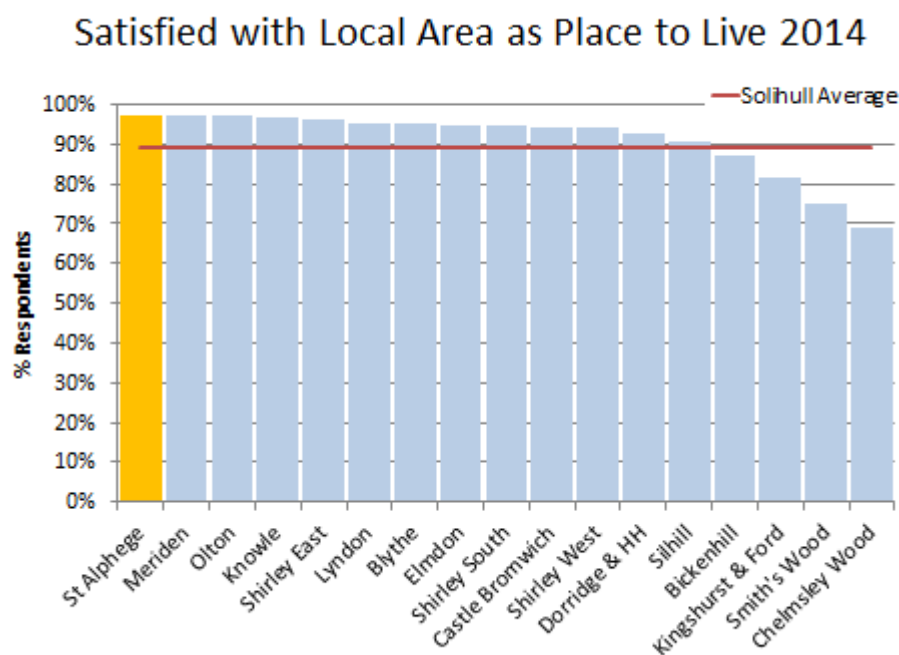 Satisfied with Local Area as Place to Live 2014
Solihull Average
100%
90%
80%
70%
60%
50%
40%
30%
20%
10%
0%
% Respondents
St Alphege
Meriden
Olton
Knowle
Shirley East
Lyndon
Blythe
Elmdon
Shirley South
Castle Bromwich
Shirley West
Dorridge & HH
Silhill
Bickenhill
Kingshurst & Ford
Smith's Wood
Chelmsley Wood